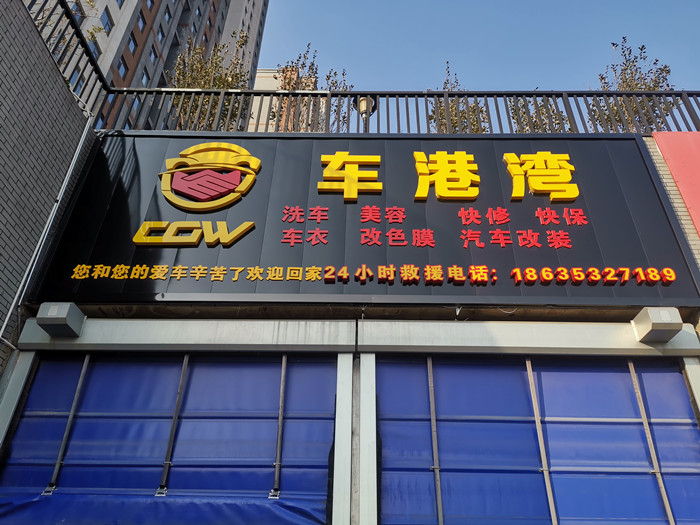 车港湾
CGW
洗车 美容 快修 快保
车衣 改色膜 汽车改装
您和您的爱车辛苦了欢迎回家24小时救援电话：18635327189